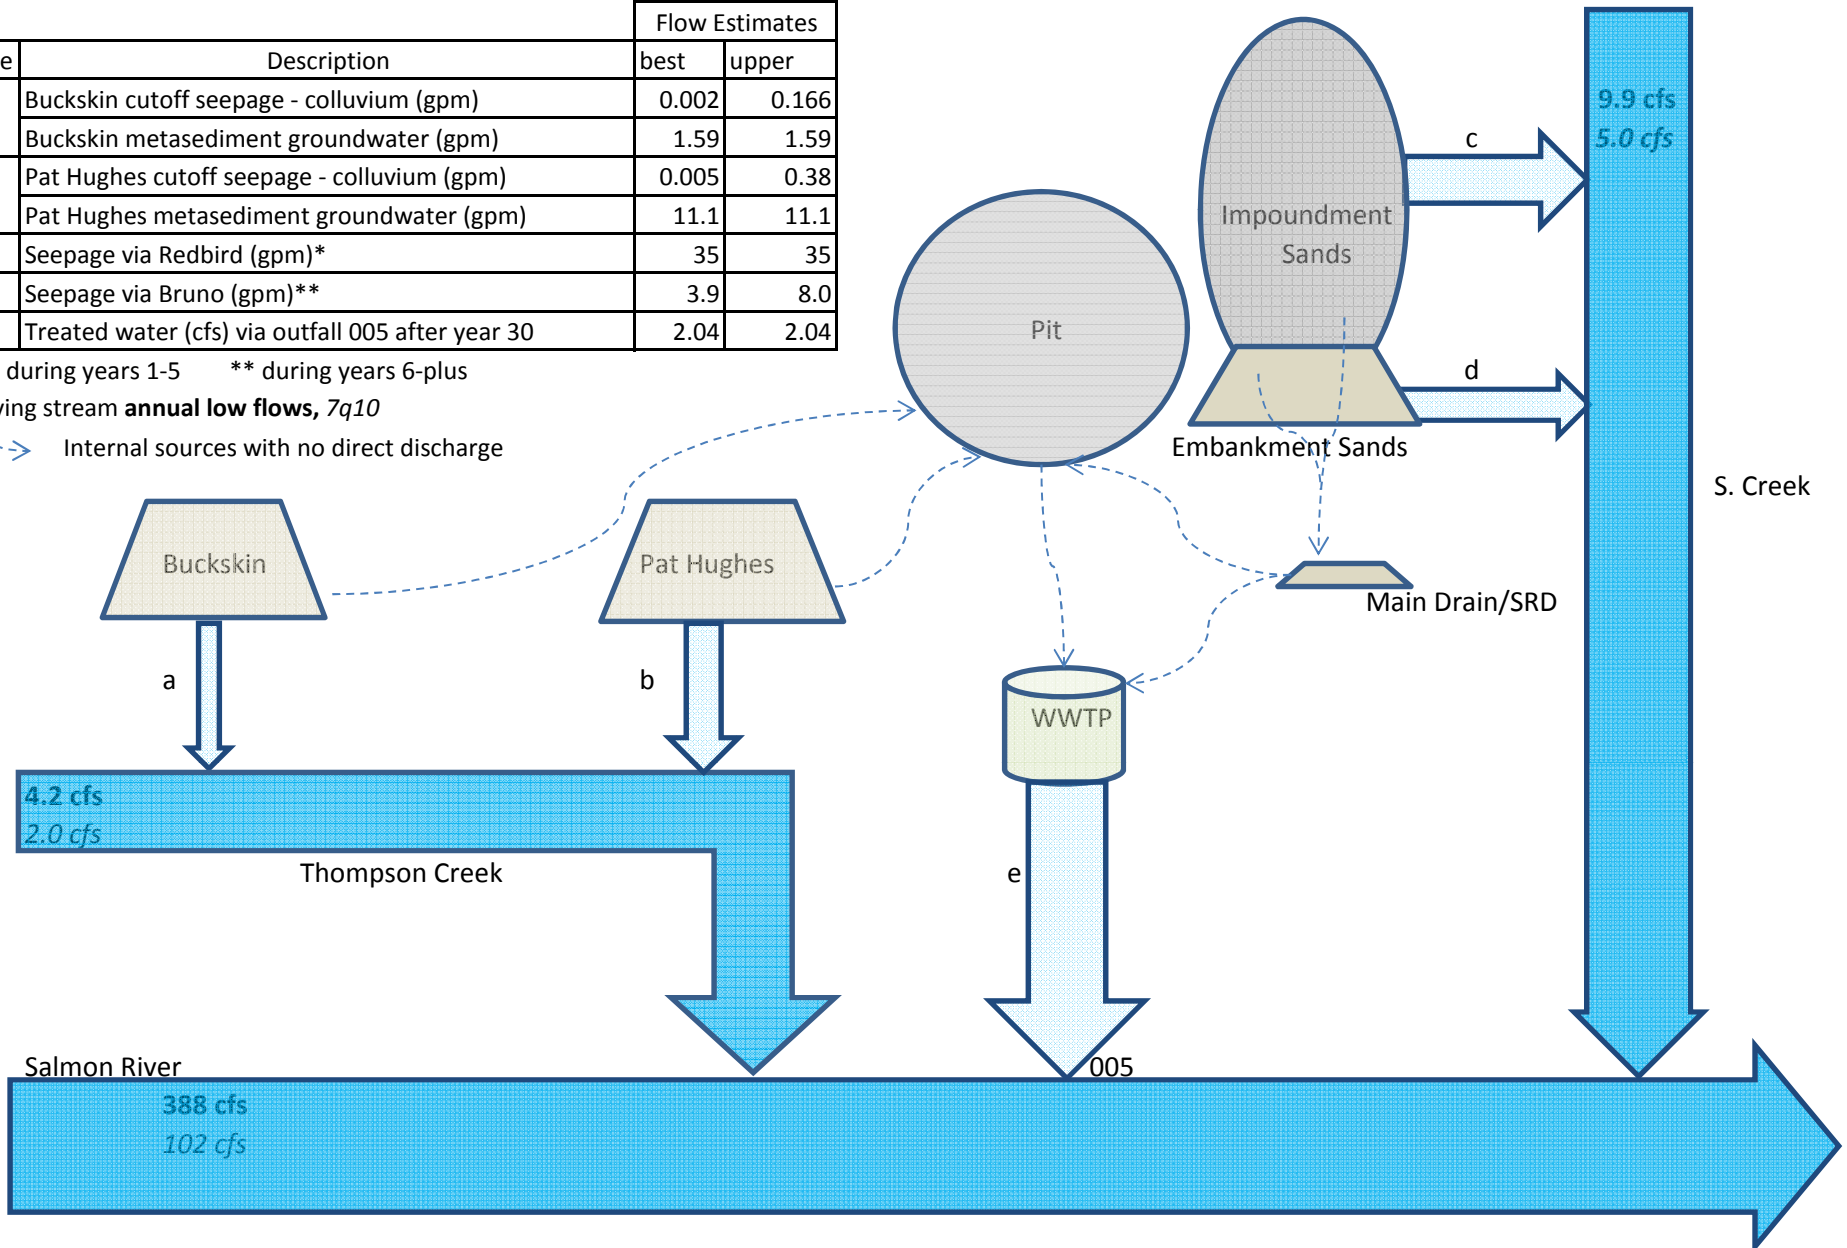 Flow Estimates
e Description best upper
Buckskin cutoff seepage - colluvium (gpm) 0.002 0.166
Buckskin metasediment groundwater (gpm) 1.59 1.59
Pat Hughes cutoff seepage - colluvium (gpm) 0.005 0.38
Pat Hughes metasediment groundwater (gpm) 11.1 11.1
Seepage via Redbird (gpm)* 35 35
Seepage via Bruno (gpm)** 3.9 8.0
Treated water (cfs) via outfall 005 after year 30 2.04 2.04
during years 1-5 ** during years 6-plus
ving stream annual low flows, 7q10
Internal sources with no direct discharge
9.9 cfs
5.0 cfs
c
Impoundment
Sands
Pit
d
Embankment Sands
S. Creek
Buckskin
Pat Hughes
Main Drain/SRD
a
b
WWTP
4.2 cfs
2.0 cfs
Thompson Creek
e
Salmon River
005
388 cfs
102 cfs